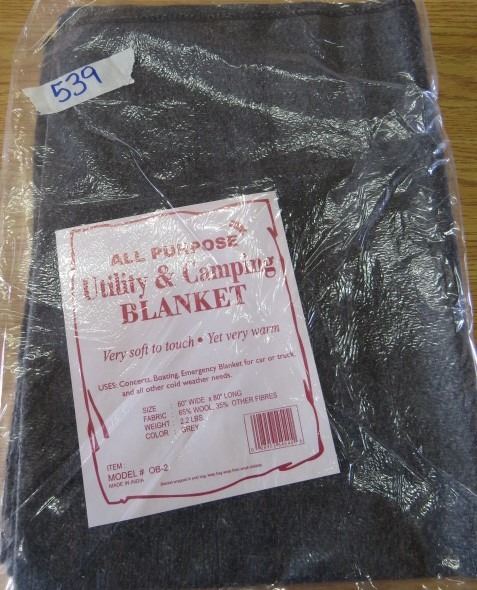 539
ALL PURPOSE
Utility & Camping
BLANKET
Very soft to touch • Yet very warm
USES: Concerts, Boating, Emergency Blanket for car or truck,
and all other cold weather needs.
SIZE : 60" WIDE x 80" LONG
FABRIC : 65% WOOL, 35% OTHER FIBRES
WEIGHT : 2.2 LBS.
COLOR : GREY
ITEM :
MODEL # OB-2
MADE IN INDIA